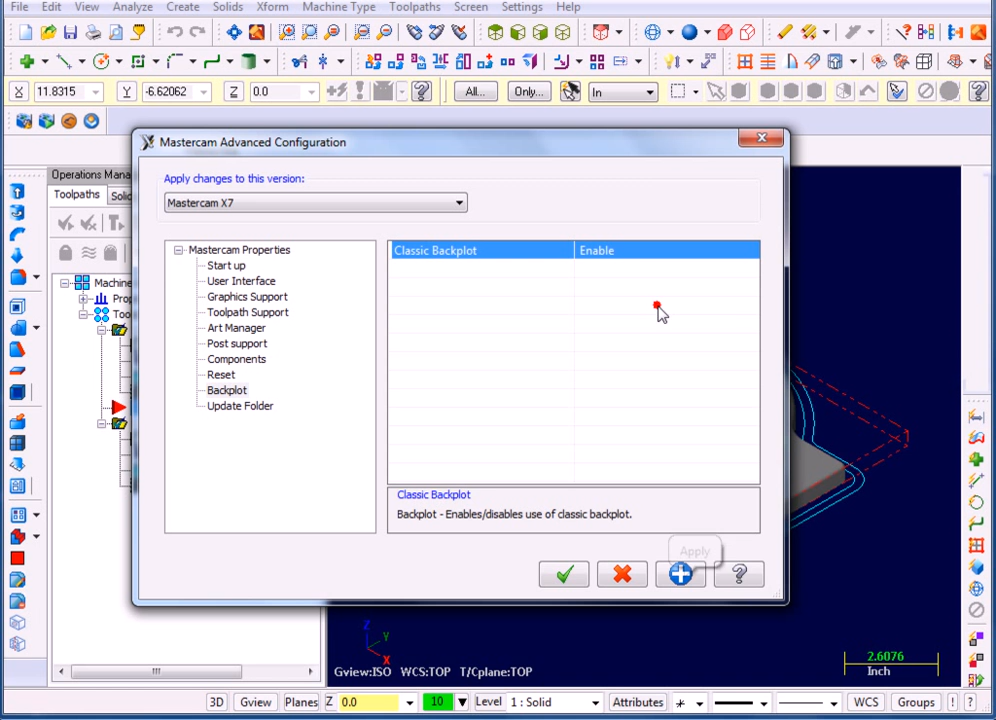 File Edit View Analyze Create Solids Xform Machine Type Toolpaths Screen Settings Help
X 11.8315 Y -6.62062 Z 0.0 All... Only... In
Mastercam Advanced Configuration
Operations Mana
Toolpaths Solid
Machine
Prop
Too
Apply changes to this version:
Mastercam X7
Mastercam Properties
Start up
User Interface
Graphics Support
Toolpath Support
Art Manager
Post support
Components
Reset
Backplot
Update Folder
Classic Backplot Enable
Classic Backplot
Backplot - Enables/disables use of classic backplot.
Apply
Z
Y
X
Gview:ISO WCS:TOP T/Cplane:TOP
2.6076
Inch
3D Gview Planes Z 0.0 10 Level 1 : Solid Attributes WCS Groups ! ?